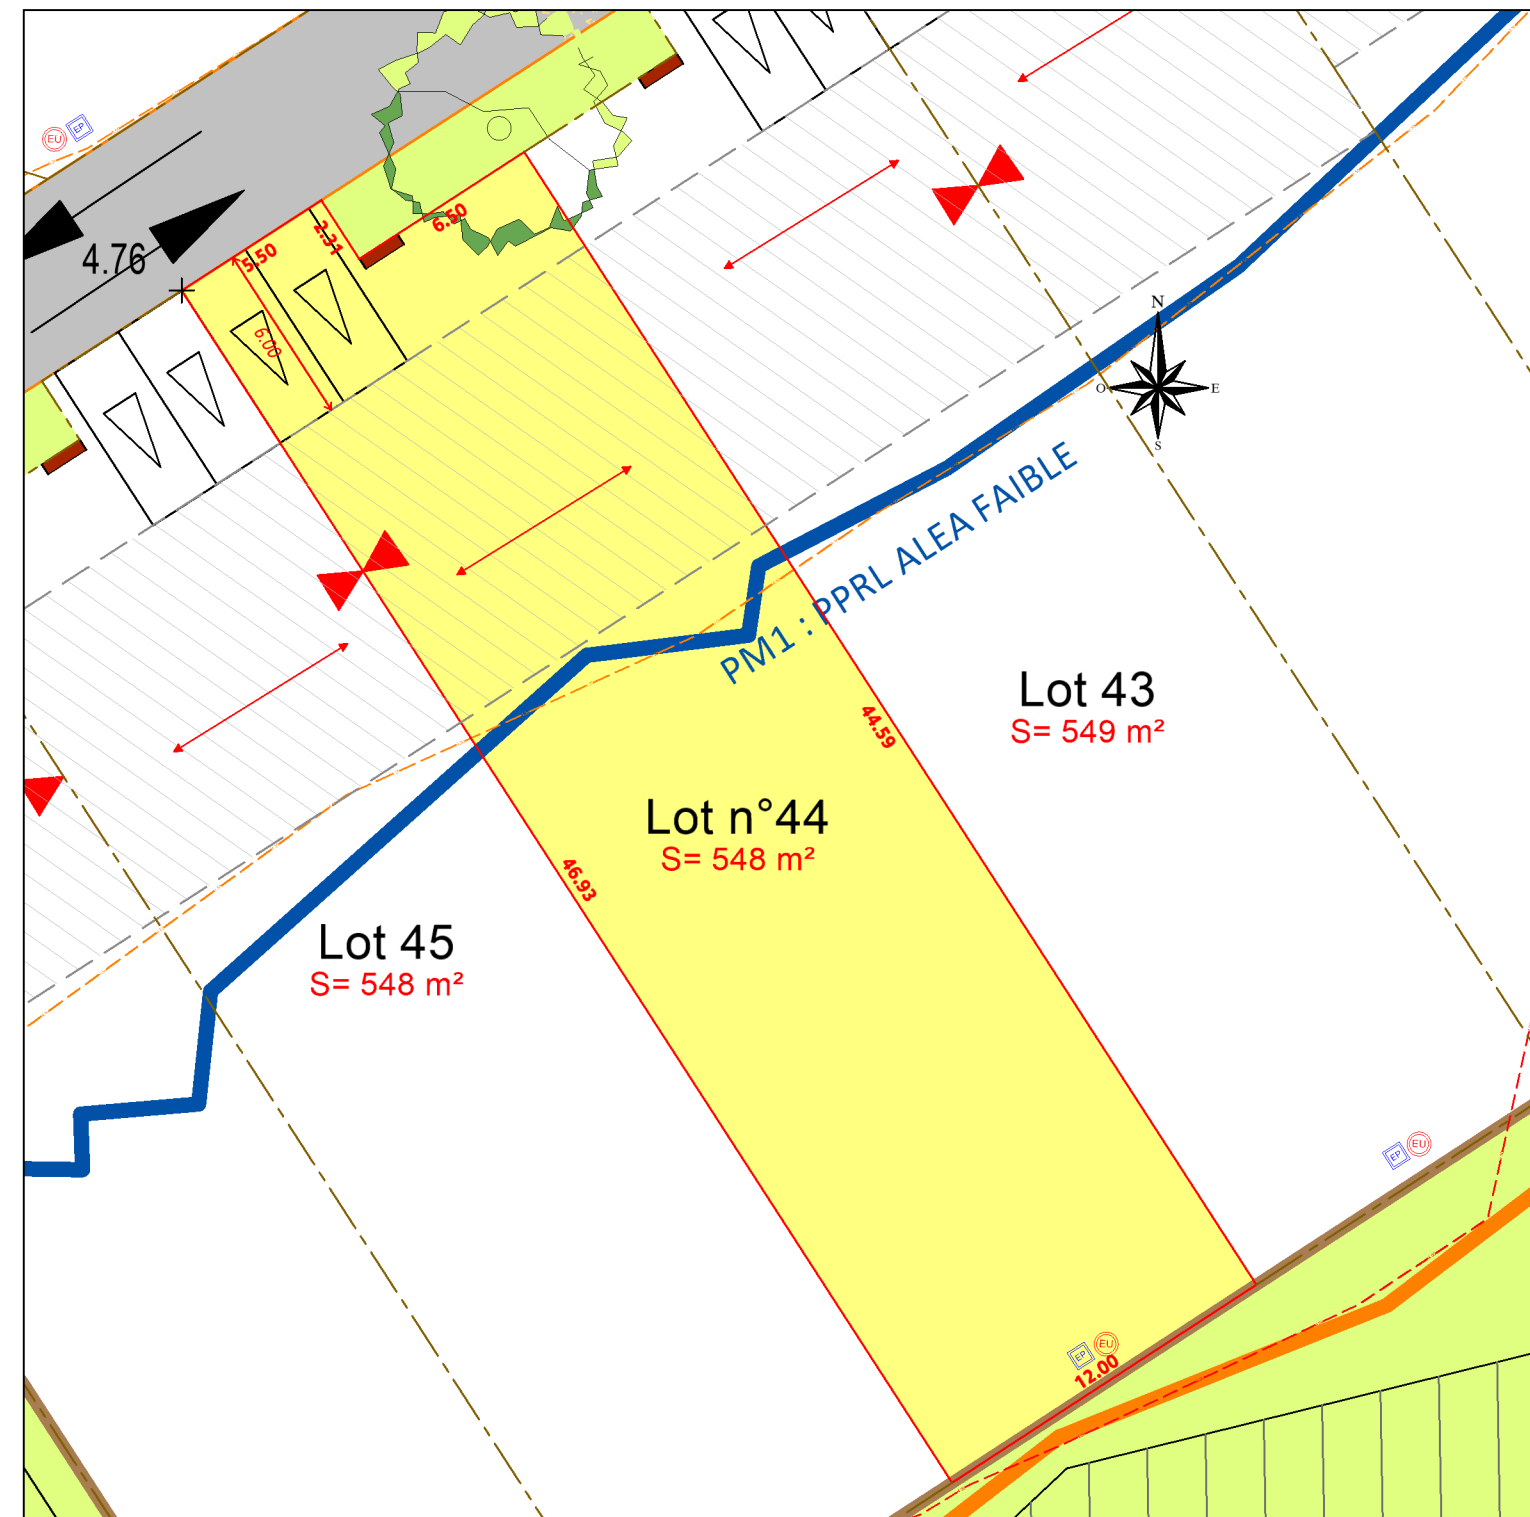 EU
EP
4.76
5.50
2.31
6.50
6.00
N
O
E
S
PM1 : PPRL ALEA FAIBLE
Lot 43
S= 549 m²
44.59
Lot n°44
S= 548 m²
46.93
Lot 45
S= 548 m²
EP
EU
EP
EU
12.00